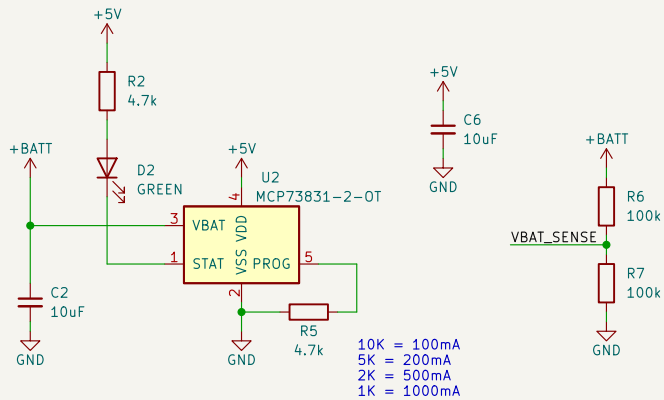 +5V
R2
4.7k
+5V
C6
10uF
GND
+BATT
D2
GREEN
+5V
U2
MCP73831-2-OT
4
3
VBAT
VDD
1
STAT
VSS
PROG
5
2
C2
10uF
GND
GND
R5
4.7k
10K = 100mA
5K = 200mA
2K = 500mA
1K = 1000mA
+BATT
R6
100k
VBAT_SENSE
R7
100k
GND